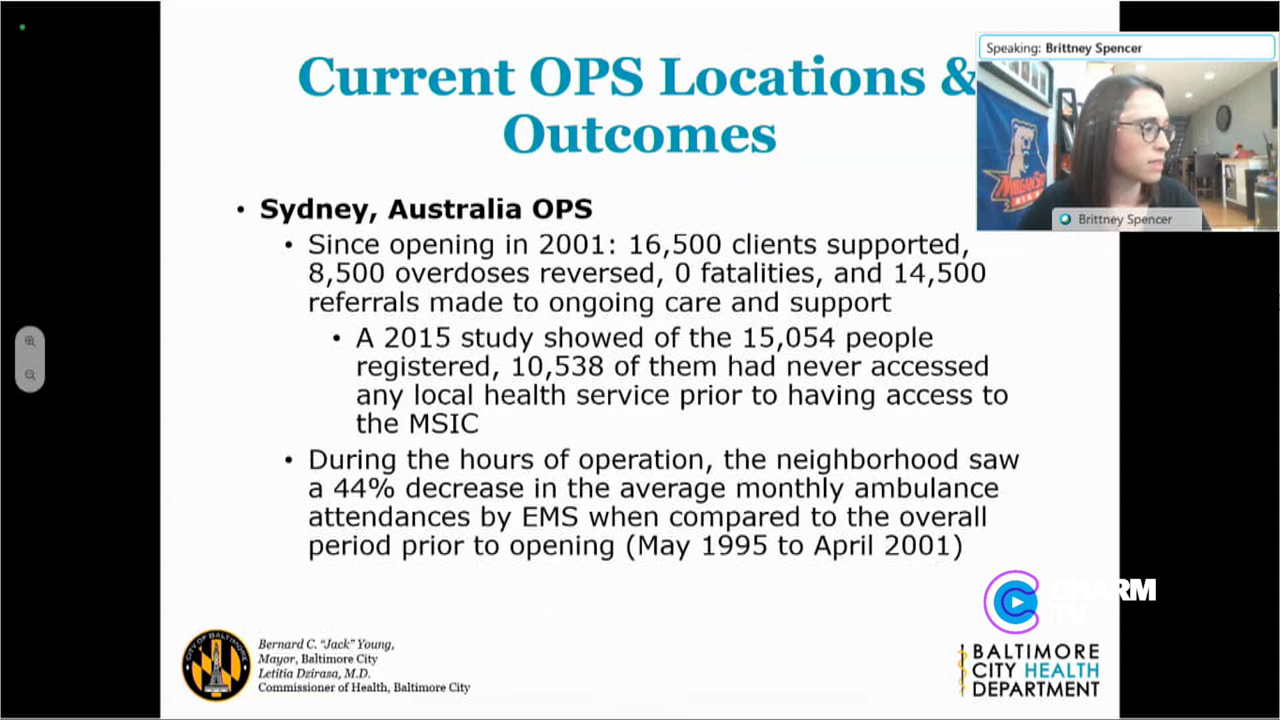 Current OPS Locations &
Outcomes
Speaking: Brittney Spencer
MORGAN STATE
BEARS
Brittney Spencer
• Sydney, Australia OPS
• Since opening in 2001: 16,500 clients supported,
8,500 overdoses reversed, 0 fatalities, and 14,500
referrals made to ongoing care and support
• A 2015 study showed of the 15,054 people
registered, 10,538 of them had never accessed
any local health service prior to having access to
the MSIC
• During the hours of operation, the neighborhood saw
a 44% decrease in the average monthly ambulance
attendances by EMS when compared to the overall
period prior to opening (May 1995 to April 2001)
CHARM
TV
CITY OF BALTIMORE
Bernard C. “Jack” Young,
Mayor, Baltimore City
Letitia Dzirasa, M.D.
Commissioner of Health, Baltimore City
BALTIMORE
CITY HEALTH
DEPARTMENT